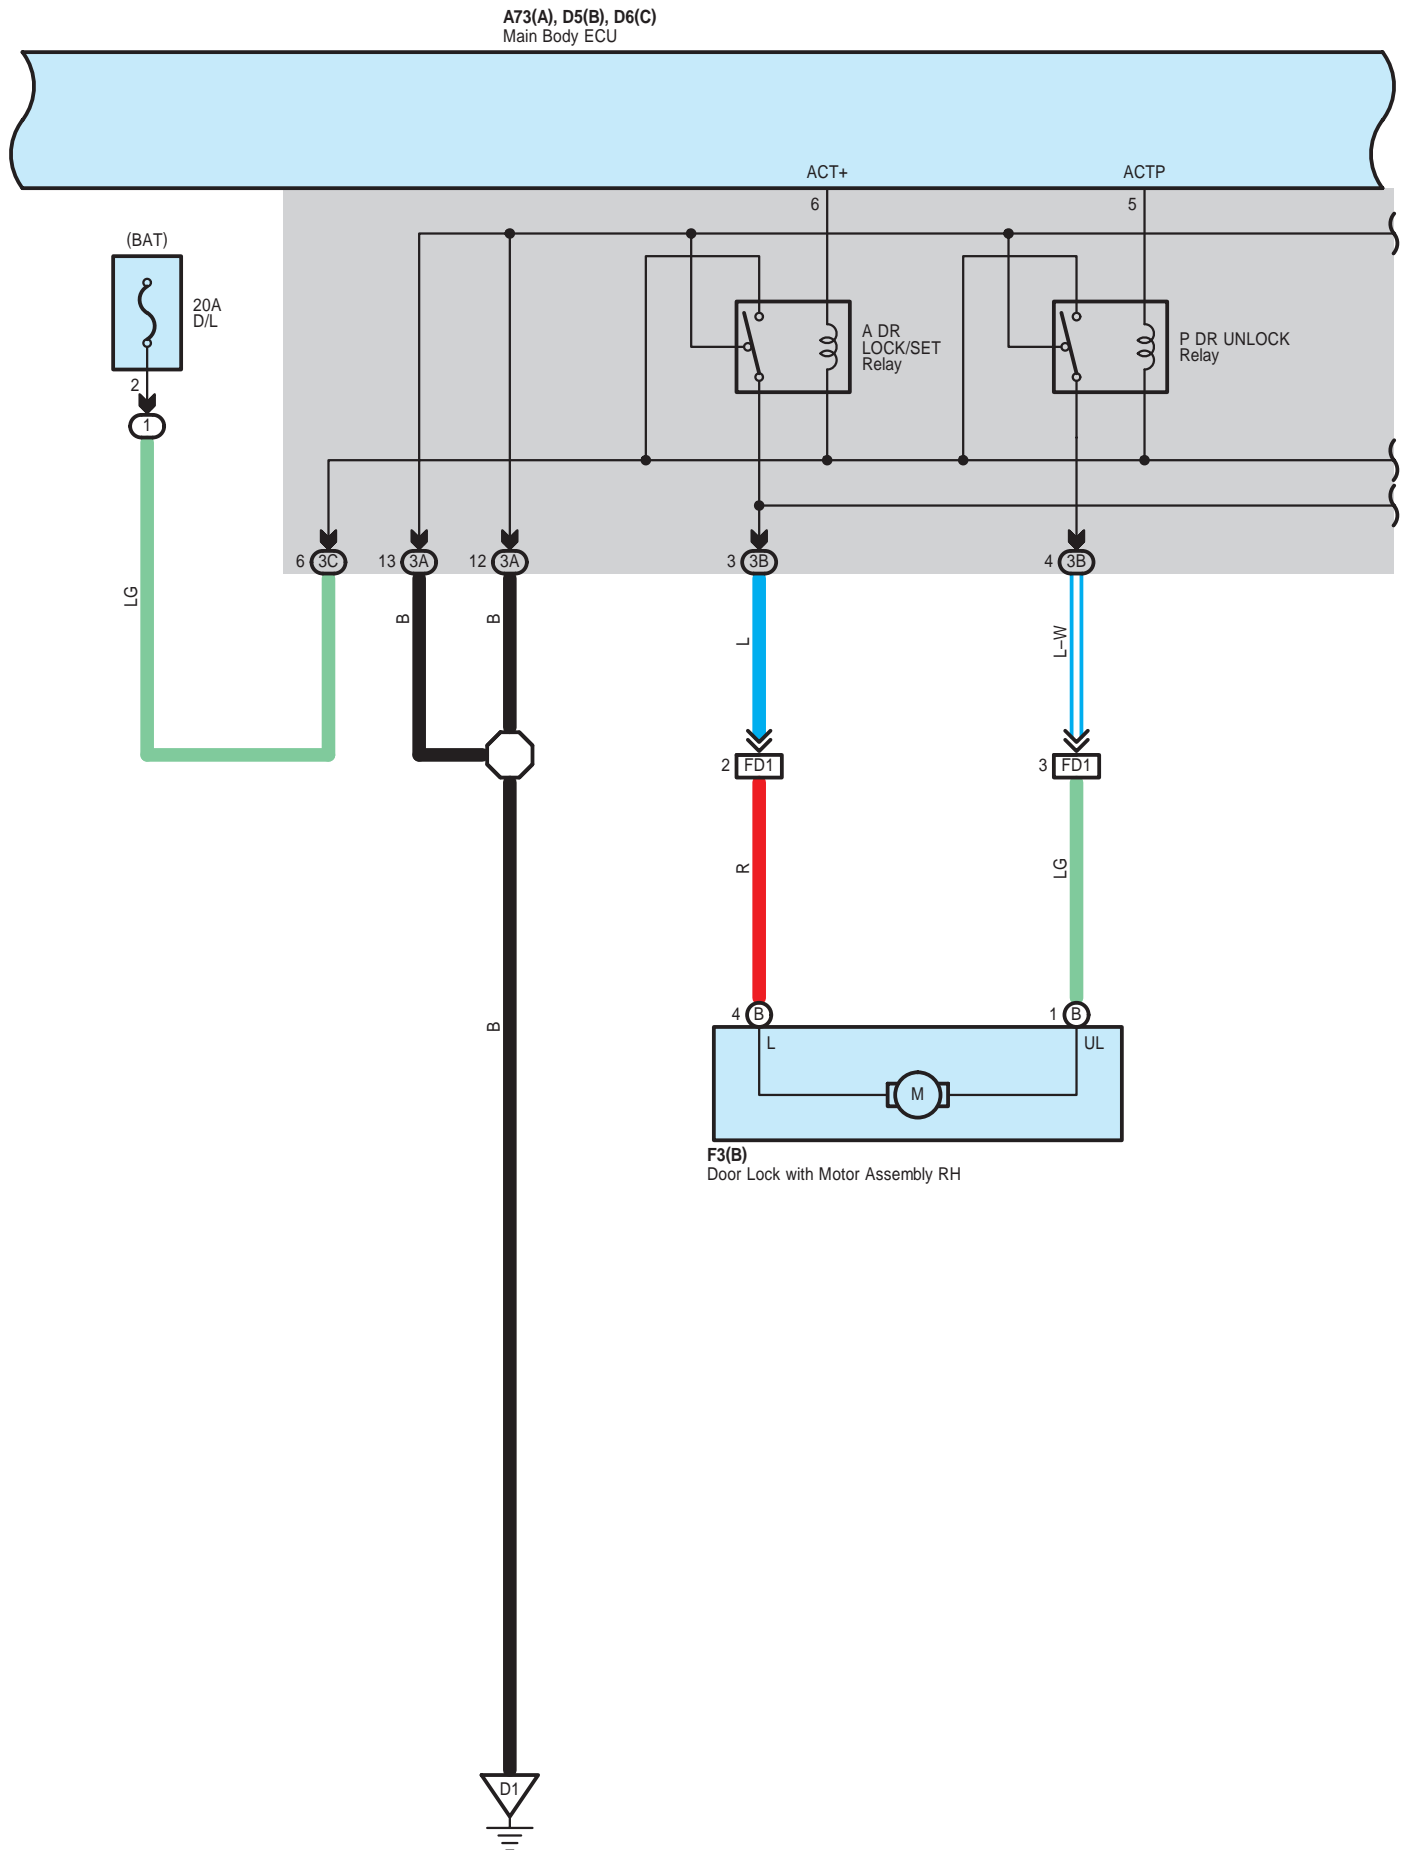 A73(A), D5(B), D6(C)
Main Body ECU
ACT+
ACTP
6
5
(BAT)
20A
D/L
A DR
LOCK/SET
Relay
P DR UNLOCK
Relay
2
1
6 3C
13 3A
12 3A
3 3B
4 3B
LG
B
B
L
L–W
2 FD1
3 FD1
R
LG
B
4 B
1 B
L
UL
M
F3(B)
Door Lock with Motor Assembly RH
D1